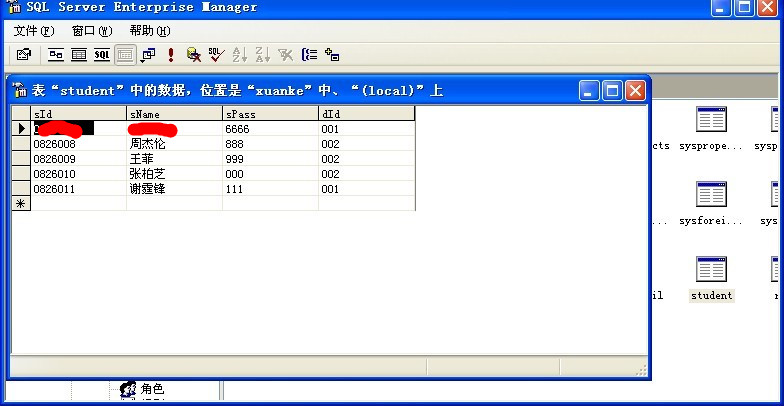 SQL Server Enterprise Manager
文件(F) 窗口(W) 帮助(H)
SQL SQL
表“student”中的数据，位置是“xuanke”中、“(local)”上
sId sName sPass dId
6666 001
0826008 周杰伦 888 002
0826009 王菲 999 002
0826010 张柏芝 000 002
0826011 谢霆锋 111 001
cts sysprope... sysp
... sysforei... sy
il student
角色